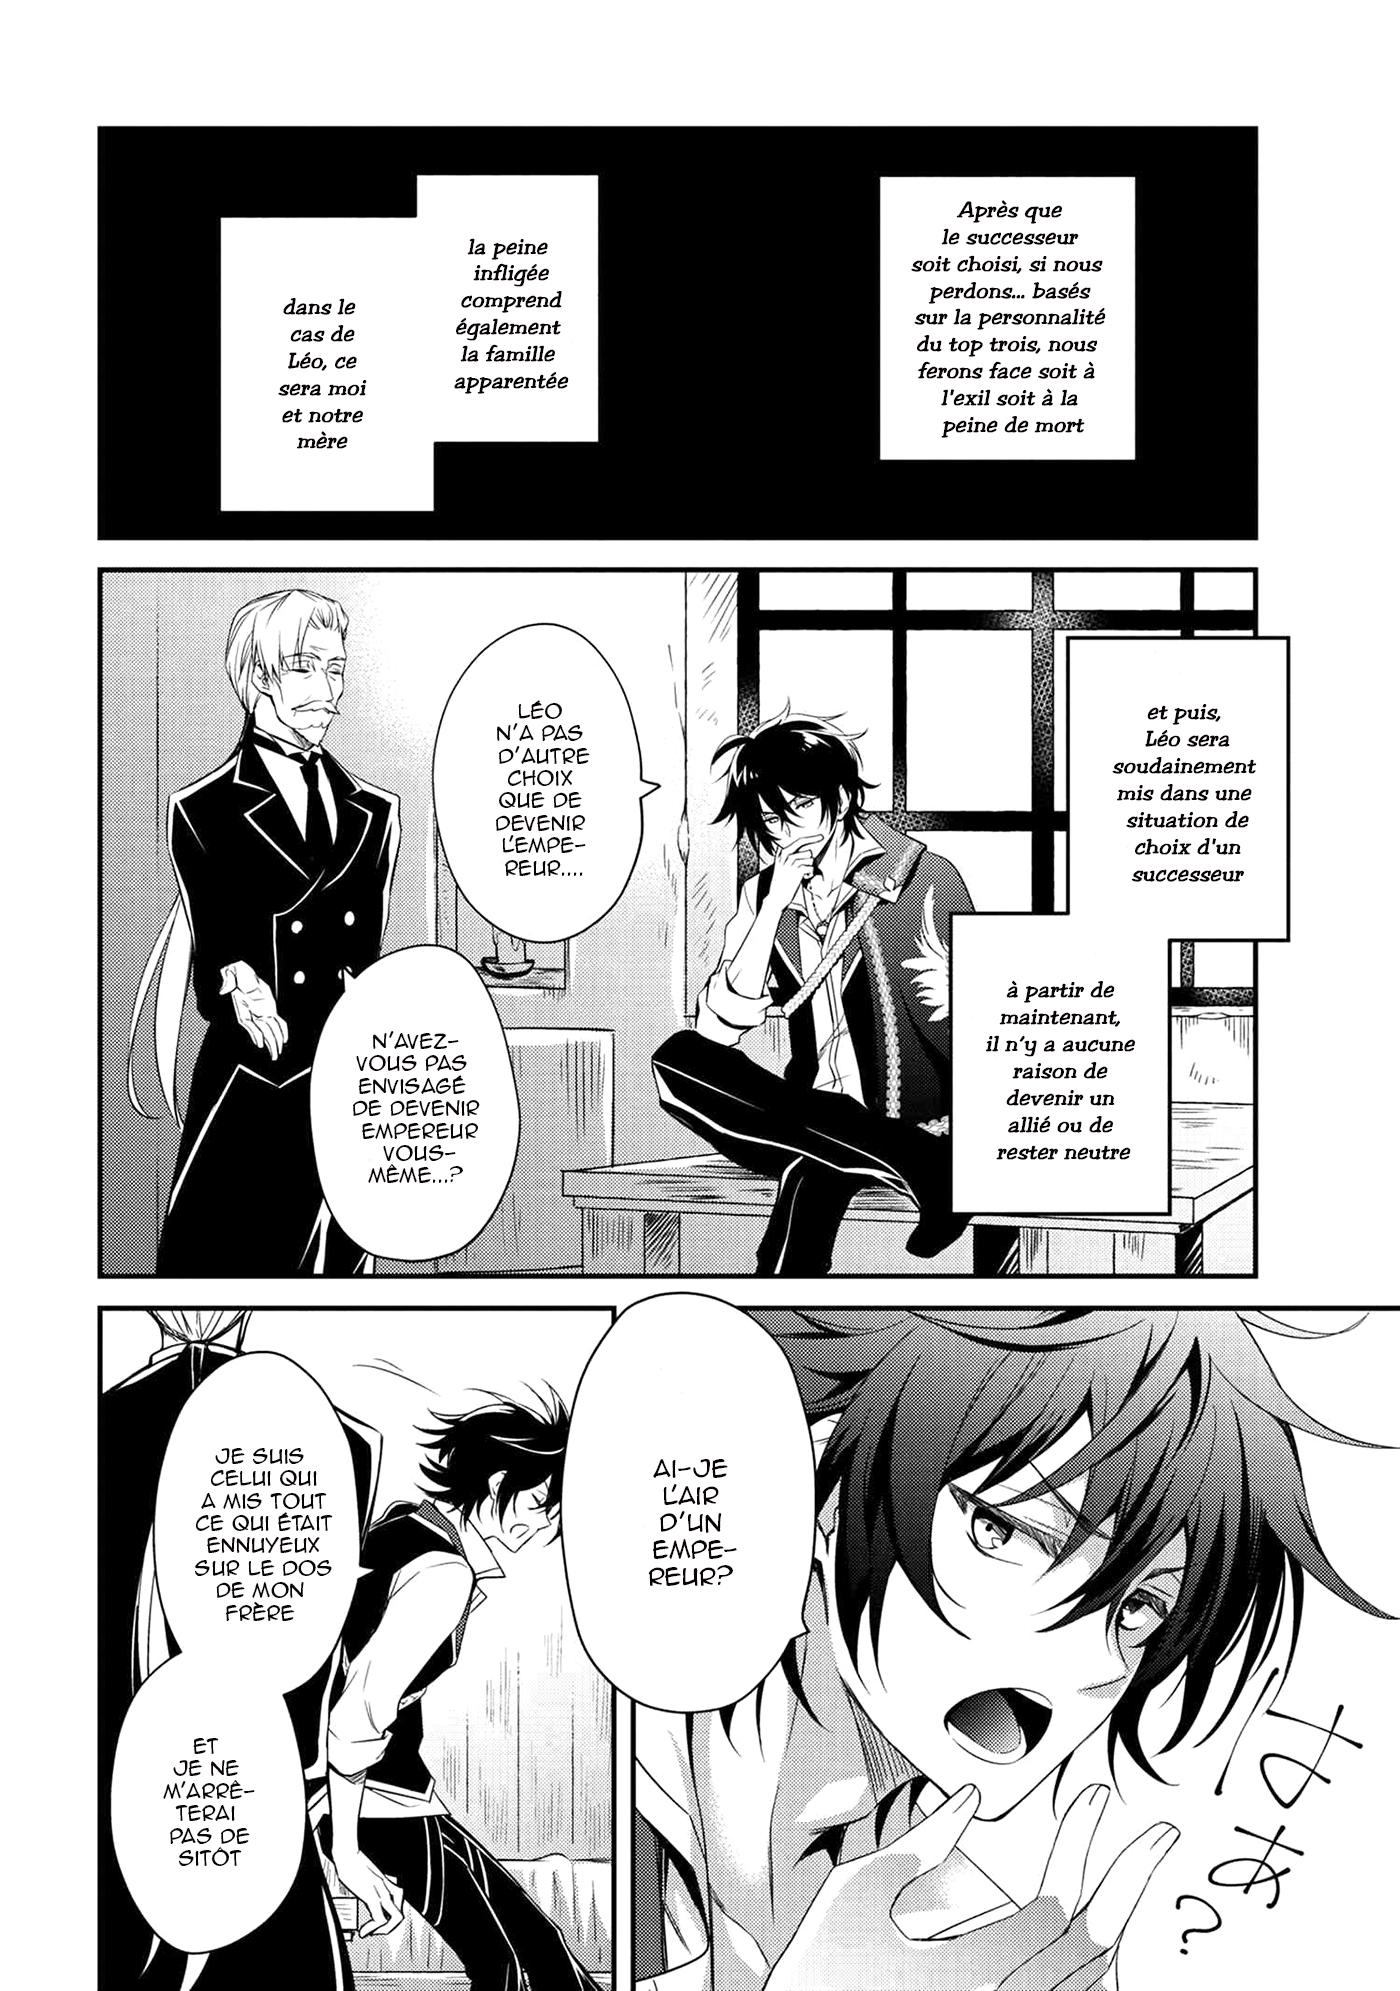 Après que
le successeur
soit choisi, si nous
perdons... basés
sur la personnalité
du top trois, nous
ferons face soit à
l'exil soit à la
peine de mort
la peine
infligée
comprend
également
la famille
apparentée
dans le
cas de
Léo, ce
sera moi
et notre
mère
et puis,
Léo sera
soudainement
mis dans une
situation de
choix d'un
successeur
à partir de
maintenant,
il n'y a aucune
raison de
devenir un
allié ou de
rester neutre
LÉO
N'A PAS
D'AUTRE
CHOIX
QUE DE
DEVENIR
L'EMPE-
REUR....
N'AVEZ-
VOUS PAS
ENVISAGÉ
DE DEVENIR
EMPEREUR
VOUS-
MÊME...?
AI-JE
L'AIR
D'UN
EMPE-
REUR?
はあ?
JE SUIS
CELUI QUI
A MIS TOUT
CE QUI ÉTAIT
ENNUYEUX
SUR LE DOS
DE MON
FRÈRE
ET
JE NE
M'ARRÊ-
TERAI
PAS DE
SITÔT